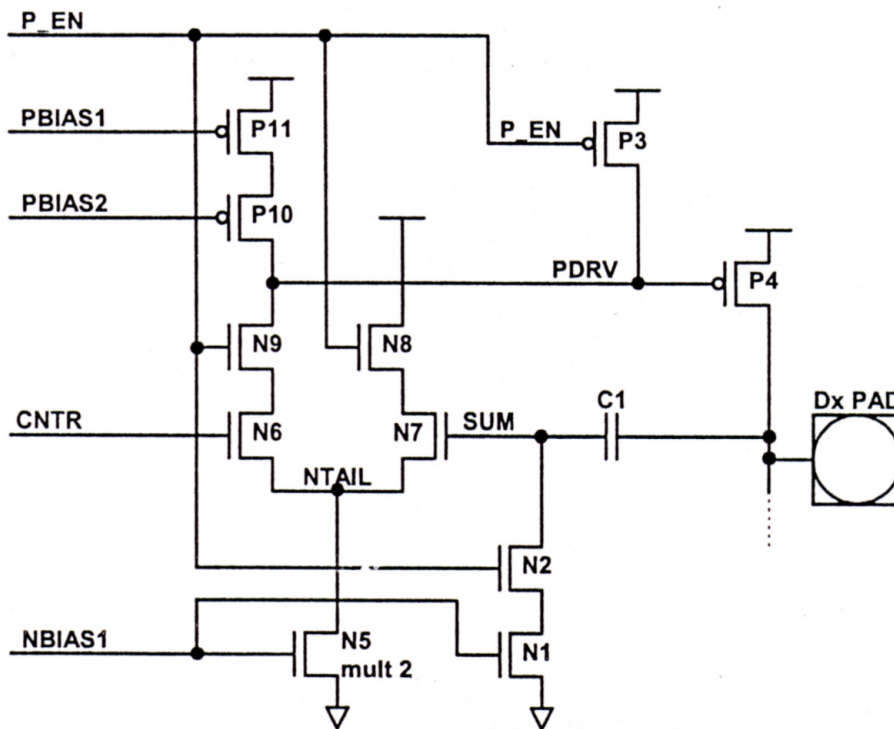 P_EN
PBIAS1
P11
P_EN
P3
PBIAS2
P10
PDRV
P4
N9
N8
CNTR
N6
N7
SUM
C1
Dx PAD
NTAIL
N2
NBIAS1
N5
mult 2
N1